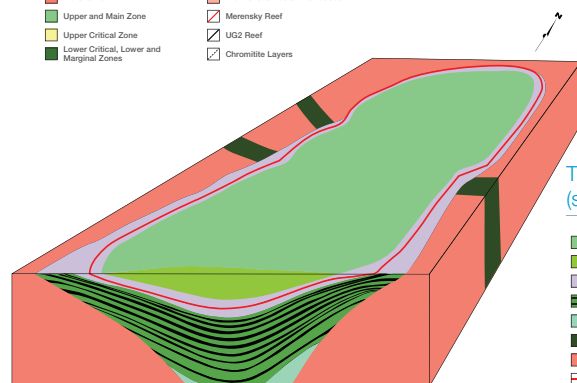 Upper and Main Zone
Upper Critical Zone
Lower Critical, Lower and
Marginal Zones
Merensky Reef
UG2 Reef
Chromitite Layers
N
T
(s